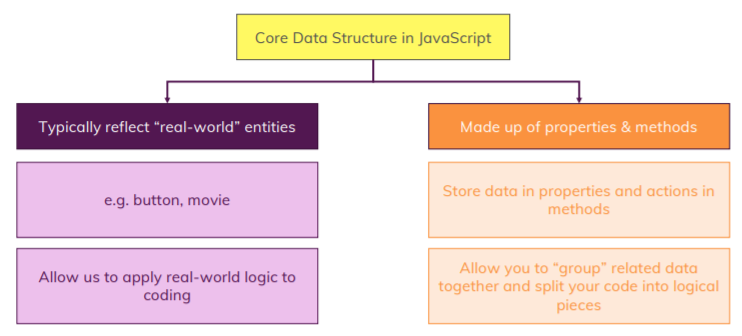 Core Data Structure in JavaScript
Typically reflect “real-world” entities
Made up of properties & methods
e.g. button, movie
Store data in properties and actions in
methods
Allow us to apply real-world logic to
coding
Allow you to “group” related data
together and split your code into logical
pieces